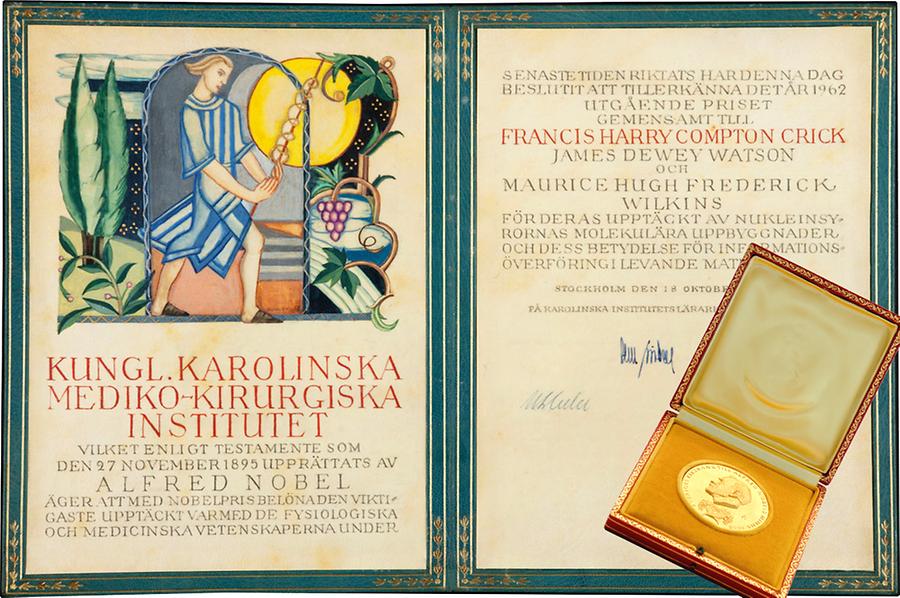 KUNGL. KAROLINSKA
MEDIKO-KIRURGISKA
INSTITUTET
VILKET ENLIGT TESTAMENTE SOM
DEN 27 NOVEMBER 1895 UPPRÄTTATS AV
ALFRED NOBEL
ÄGER ATT MED NOBELPRIS BELÖNA DEN VIKTI-
GASTE UPPTÄCKT VARMED DE FYSIOLOGISKA
OCH MEDICINSKA VETENSKAPERNA UNDER
SENASTE TIDEN RIKTATS HAR DENNA DAG
BESLUTIT ATT TILLERKÄNNA DET ÅR 1962
UTGÅENDE PRISET
GEMENSAMT TILL
FRANCIS HARRY COMPTON CRICK
JAMES DEWEY WATSON
OCH
MAURICE HUGH FREDERICK
WILKINS
FÖR DERAS UPPTÄCKT AV NUKLEINSY-
RORNAS MOLEKULÄRA UPPBYGGNADER
OCH DESS BETYDELSE FÖR INFORMATIONS-
ÖVERFÖRING I LEVANDE MAT
STOCKHOLM DEN 18 OKTOBE
PÅ KAROLINSKA INSTITUTETS LÄRAR